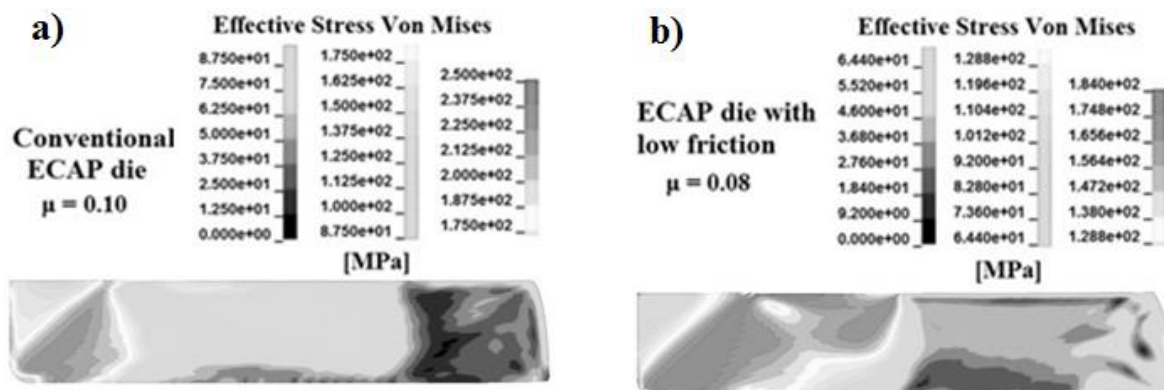 a)
Effective Stress Von Mises
8.750e+01
7.500e+01
6.250e+01
5.000e+01
3.750e+01
2.500e+01
1.250e+01
0.000e+00
1.750e+02
1.625e+02
1.500e+02
1.375e+02
1.250e+02
1.125e+02
1.000e+02
8.750e+01
2.500e+02
2.375e+02
2.250e+02
2.125e+02
2.000e+02
1.875e+02
1.750e+02
Conventional
ECAP die
μ = 0.10
[MPa]
b)
Effective Stress Von Mises
6.440e+01
5.520e+01
4.600e+01
3.680e+01
2.760e+01
1.840e+01
9.200e+00
0.000e+00
1.288e+02
1.196e+02
1.104e+02
1.012e+02
9.200e+01
8.280e+01
7.360e+01
6.440e+01
1.840e+02
1.748e+02
1.656e+02
1.564e+02
1.472e+02
1.380e+02
1.288e+02
ECAP die with
low friction
μ = 0.08
[MPa]